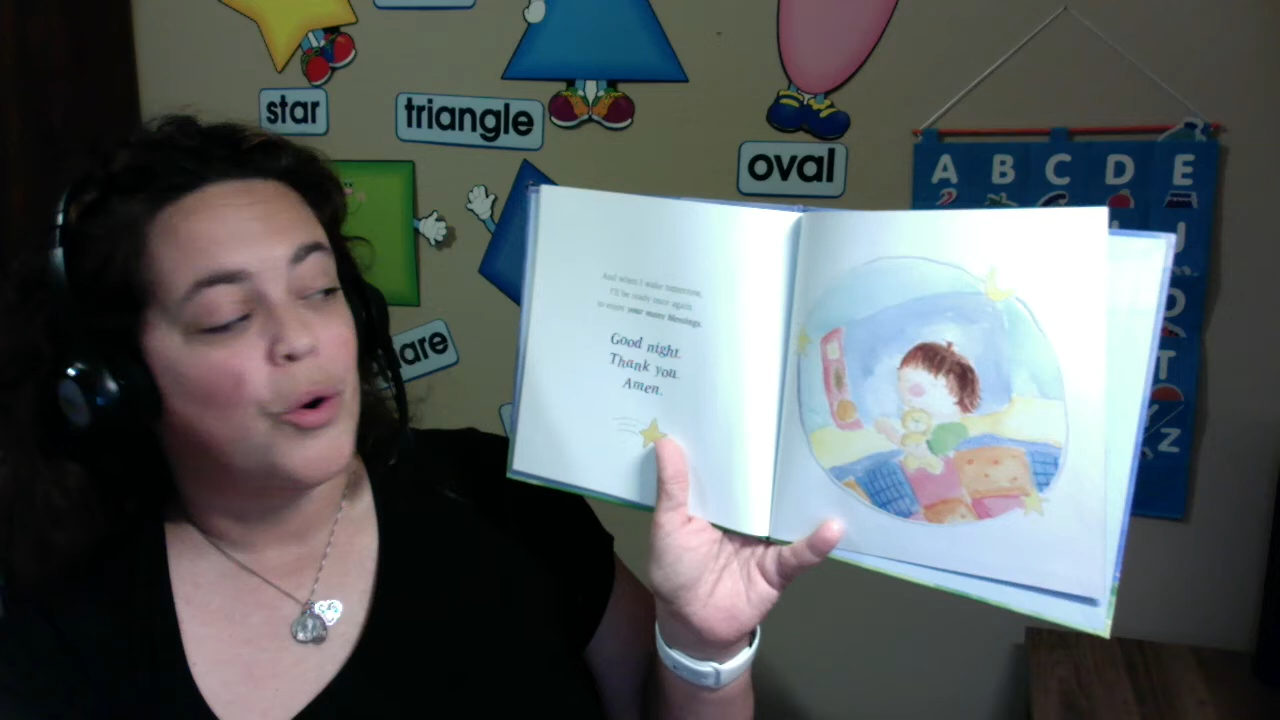 star
triangle
oval
A B C D E
J
O
T
Y Z
are
And when I wake tomorrow,
I'll be ready once again
to enjoy your many blessings.
Good night.
Thank you.
Amen.